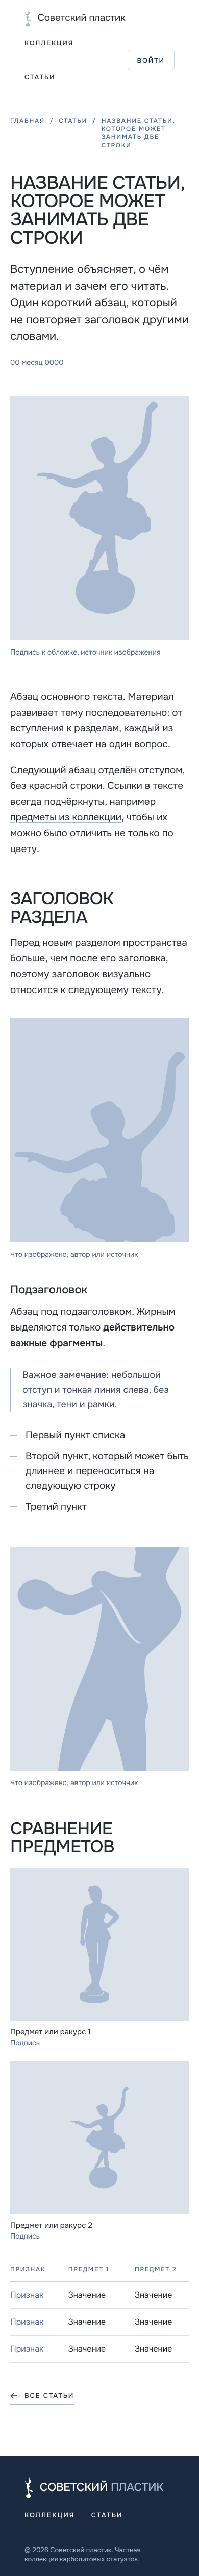 Советский пластик
КОЛЛЕКЦИЯ
ВОЙТИ
СТАТЬИ
ГЛАВНАЯ / СТАТЬИ / НАЗВАНИЕ СТАТЬИ,
КОТОРОЕ МОЖЕТ
ЗАНИМАТЬ ДВЕ
СТРОКИ
НАЗВАНИЕ СТАТЬИ,
КОТОРОЕ МОЖЕТ
ЗАНИМАТЬ ДВЕ
СТРОКИ
Вступление объясняет, о чём
материал и зачем его читать.
Один короткий абзац, который
не повторяет заголовок другими
словами.
00 месяц 0000
Подпись к обложке, источник изображения
Абзац основного текста. Материал
развивает тему последовательно: от
вступления к разделам, каждый из
которых отвечает на один вопрос.
Следующий абзац отделён отступом,
без красной строки. Ссылки в тексте
всегда подчёркнуты, например
предметы из коллекции, чтобы их
можно было отличить не только по
цвету.
ЗАГОЛОВОК
РАЗДЕЛА
Перед новым разделом пространства
больше, чем после его заголовка,
поэтому заголовок визуально
относится к следующему тексту.
Что изображено, автор или источник
Подзаголовок
Абзац под подзаголовком. Жирным
выделяются только действительно
важные фрагменты.
Важное замечание: небольшой
отступ и тонкая линия слева, без
значка, тени и рамки.
— Первый пункт списка
— Второй пункт, который может быть
длиннее и переноситься на
следующую строку
— Третий пункт
Что изображено, автор или источник
СРАВНЕНИЕ
ПРЕДМЕТОВ
Предмет или ракурс 1
Подпись
Предмет или ракурс 2
Подпись
ПРИЗНАК ПРЕДМЕТ 1 ПРЕДМЕТ 2
Признак Значение Значение
Признак Значение Значение
Признак Значение Значение
← ВСЕ СТАТЬИ
СОВЕТСКИЙ ПЛАСТИК
КОЛЛЕКЦИЯ СТАТЬИ
© 2026 Советский пластик. Частная
коллекция карболитовых статуэток.